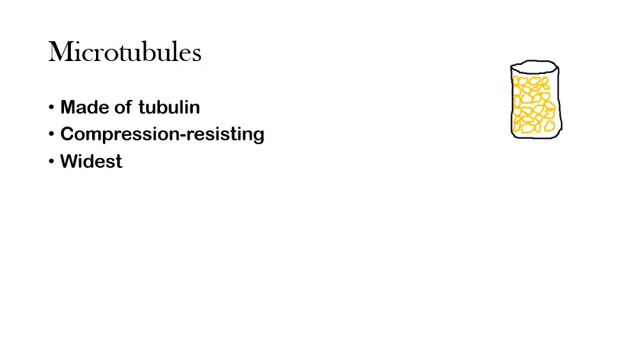 Microtubules
• Made of tubulin
• Compression-resisting
• Widest